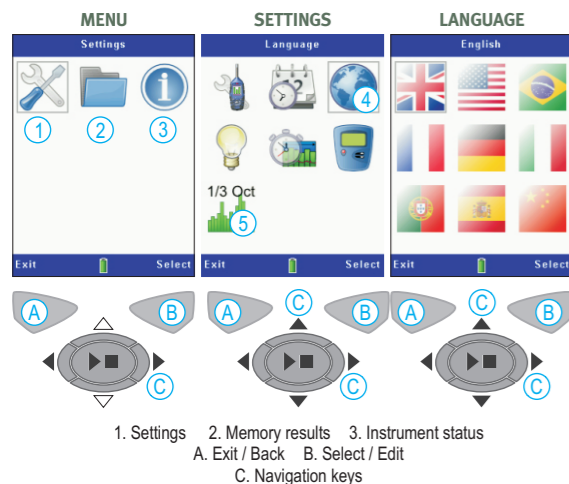 MENU
SETTINGS
LANGUAGE
Settings
Language
English
1
2
3
4
1/3 Oct
5
Exit
Select
Exit
Select
Exit
Select
A
B
C
A
C
B
C
A
C
B
C
1. Settings 2. Memory results 3. Instrument status
A. Exit / Back B. Select / Edit
C. Navigation keys